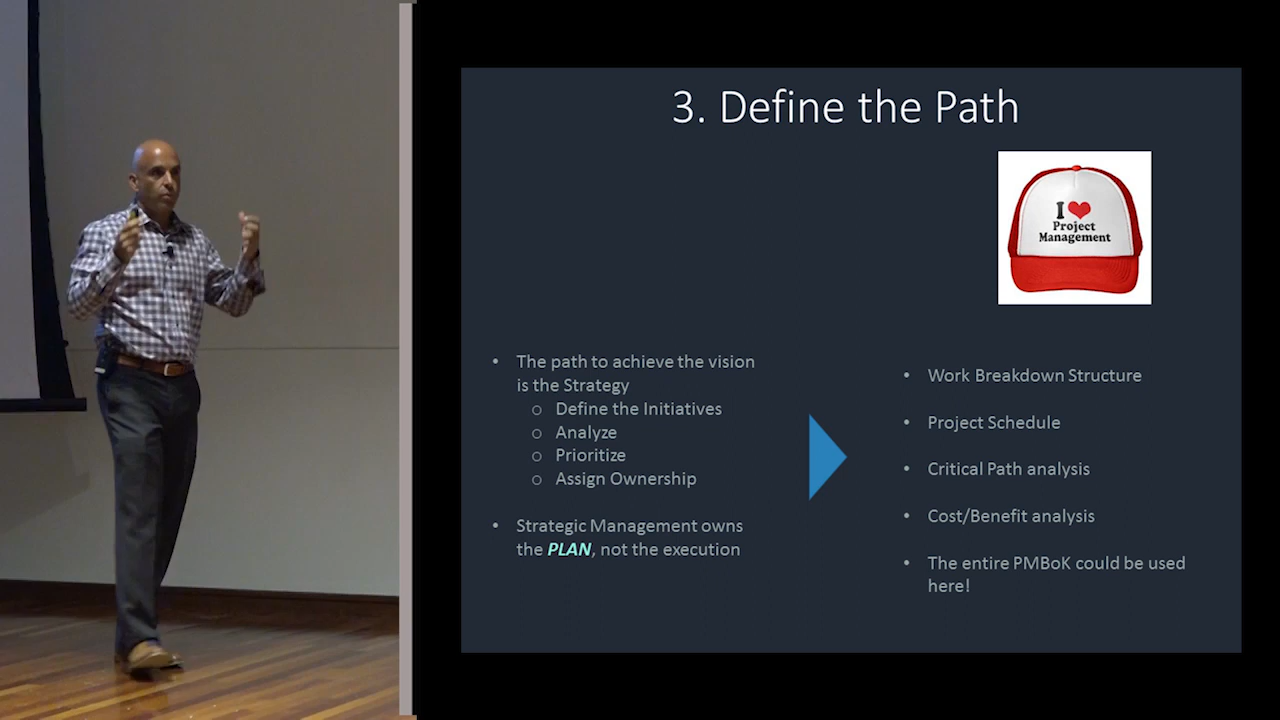 3. Define the Path
I ❤
Project
Management
• The path to achieve the vision
is the Strategy
o Define the Initiatives
o Analyze
o Prioritize
o Assign Ownership
• Strategic Management owns
the PLAN, not the execution
• Work Breakdown Structure
• Project Schedule
• Critical Path analysis
• Cost/Benefit analysis
• The entire PMBoK could be used
here!